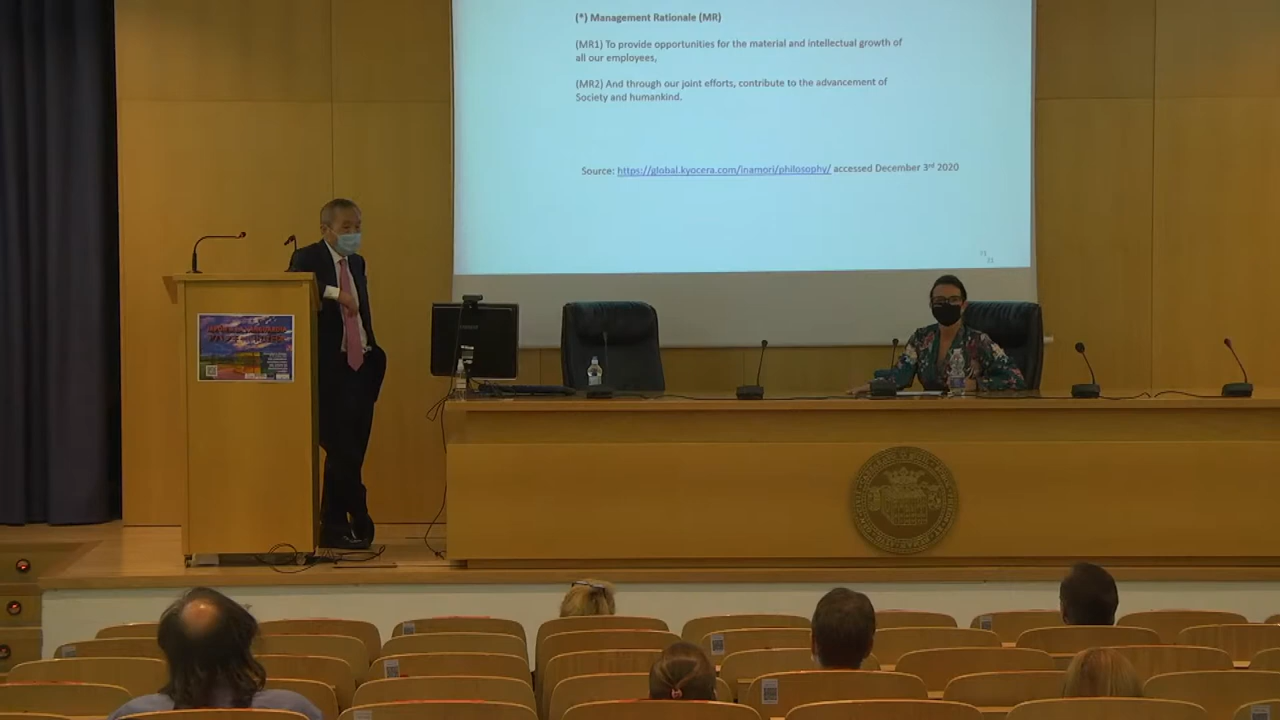 (*) Management Rationale (MR)
(MR1) To provide opportunities for the material and intellectual growth of
all our employees,
(MR2) And through our joint efforts, contribute to the advancement of
Society and humankind.
Source: https://global.kyocera.com/inamori/philosophy/ accessed December 3rd 2020